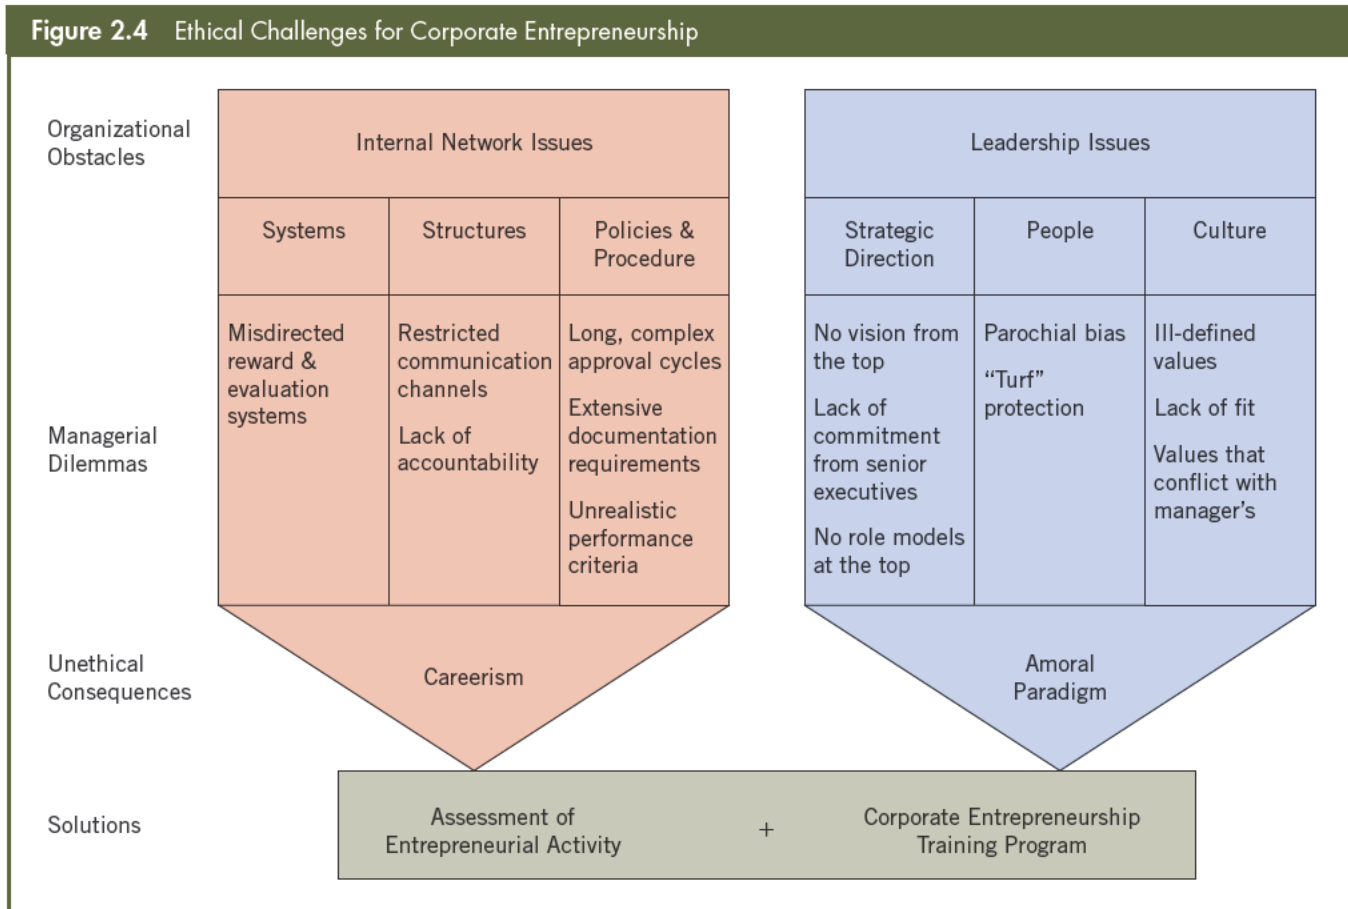 Figure 2.4 Ethical Challenges for Corporate Entrepreneurship
Organizational
Obstacles
Internal Network Issues
Leadership Issues
Systems
Structures
Policies &
Procedure
Strategic
Direction
People
Culture
Managerial
Dilemmas
Misdirected
reward &
evaluation
systems
Restricted
communication
channels
Lack of
accountability
Long, complex
approval cycles
Extensive
documentation
requirements
Unrealistic
performance
criteria
No vision from
the top
Lack of
commitment
from senior
executives
No role models
at the top
Parochial bias
“Turf”
protection
Ill-defined
values
Lack of fit
Values that
conflict with
manager’s
Unethical
Consequences
Careerism
Amoral
Paradigm
Solutions
Assessment of
Entrepreneurial Activity
+
Corporate Entrepreneurship
Training Program